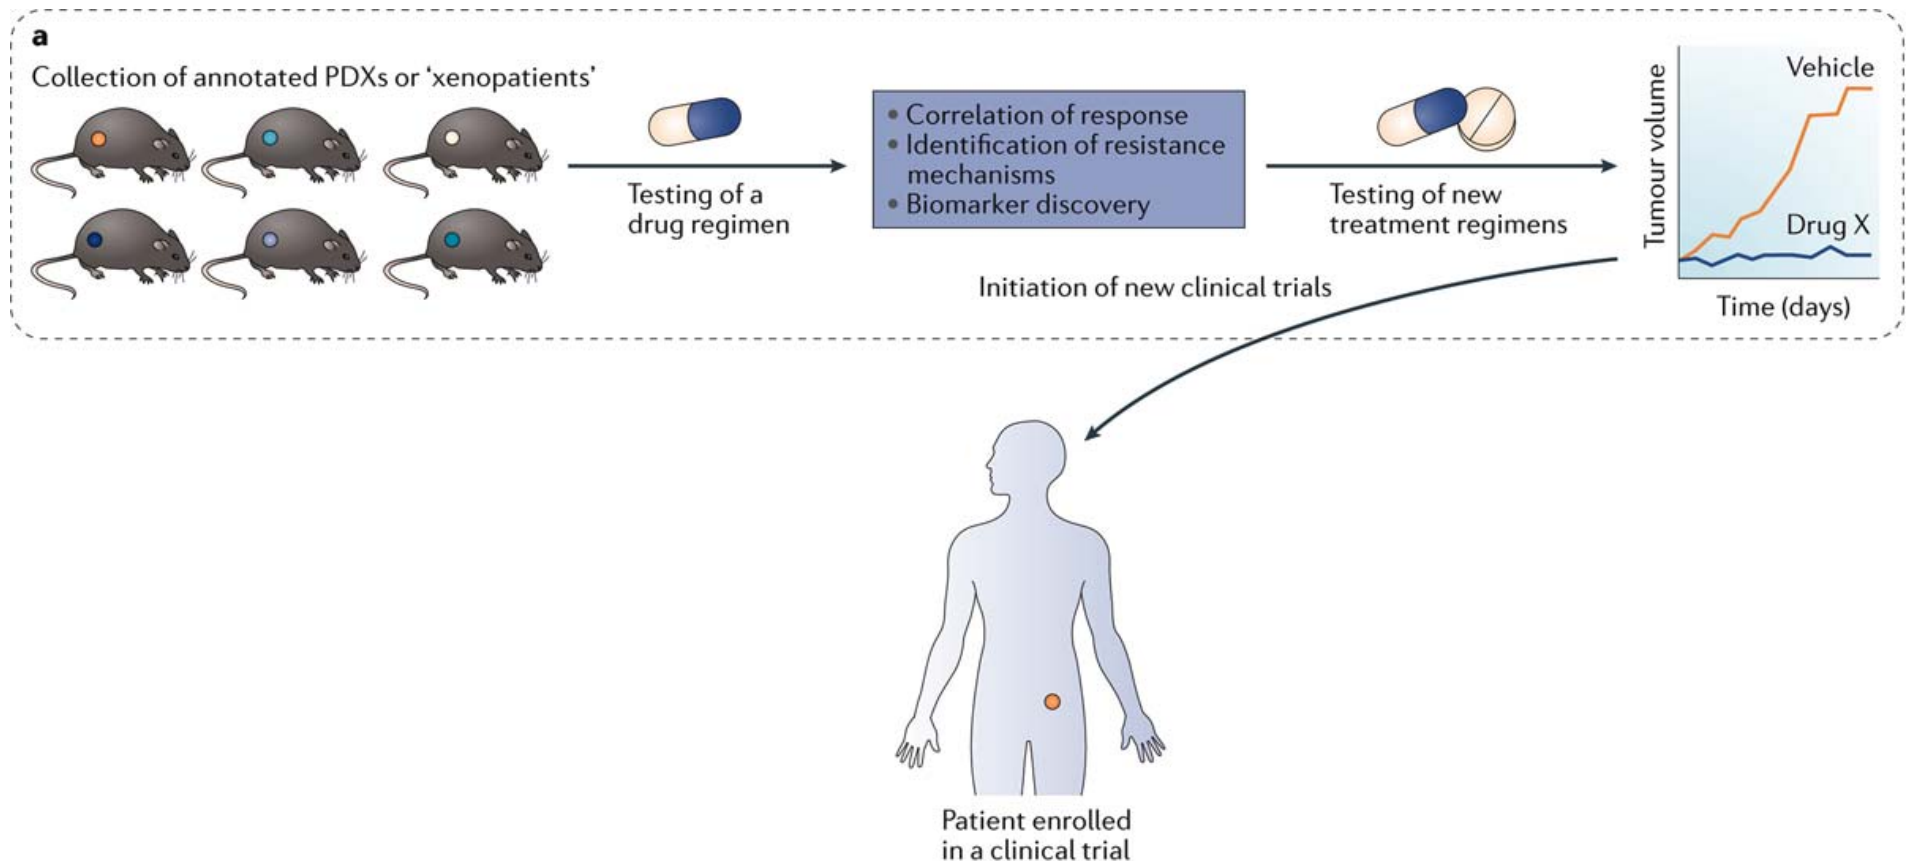 a
Collection of annotated PDXs or ‘xenopatients’
Testing of a
drug regimen
• Correlation of response
• Identification of resistance
mechanisms
• Biomarker discovery
Testing of new
treatment regimens
Tumour volume
Vehicle
Drug X
Time (days)
Initiation of new clinical trials
Patient enrolled
in a clinical trial